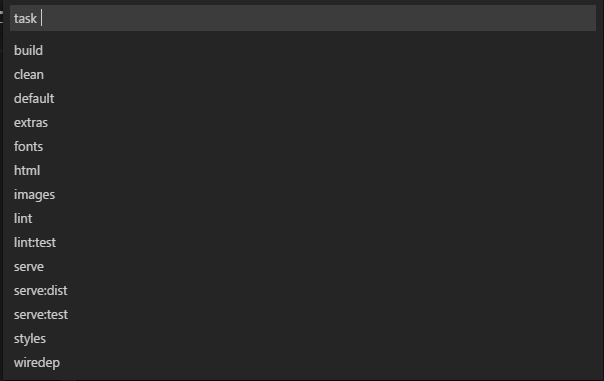 task
build
clean
default
extras
fonts
html
images
lint
lint:test
serve
serve:dist
serve:test
styles
wiredep